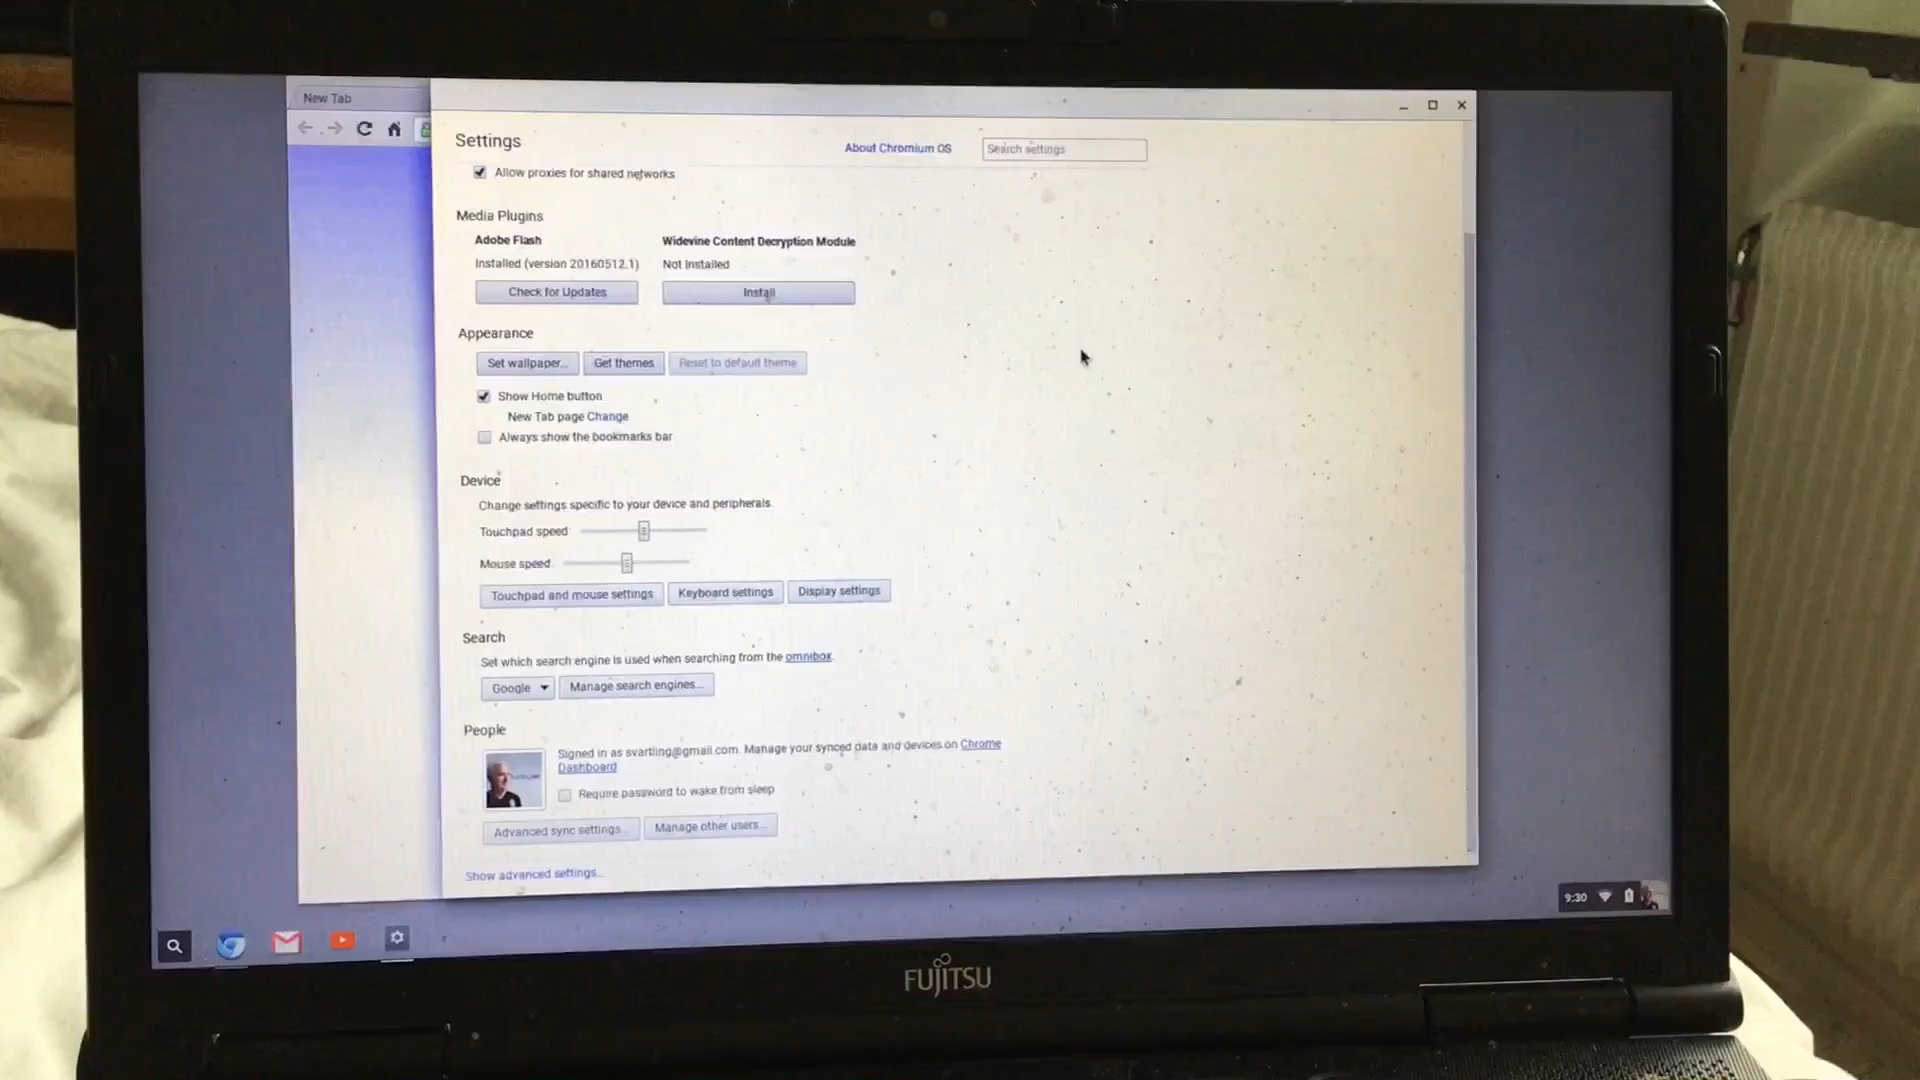 New Tab
Settings
About Chromium OS
Search settings
Allow proxies for shared networks
Media Plugins
Adobe Flash
Widevine Content Decryption Module
Installed (version 20160512.1)
Not Installed
Check for Updates
Install
Appearance
Set wallpaper...
Get themes
Reset to default theme
Show Home button
New Tab page Change
Always show the bookmarks bar
Device
Change settings specific to your device and peripherals.
Touchpad speed
Mouse speed
Touchpad and mouse settings
Keyboard settings
Display settings
Search
Set which search engine is used when searching from the omnibox.
Google
Manage search engines...
People
Signed in as svartling@gmail.com. Manage your synced data and devices on Chrome
Dashboard
Require password to wake from sleep
Advanced sync settings...
Manage other users...
Show advanced settings...
9:30
FUJITSU